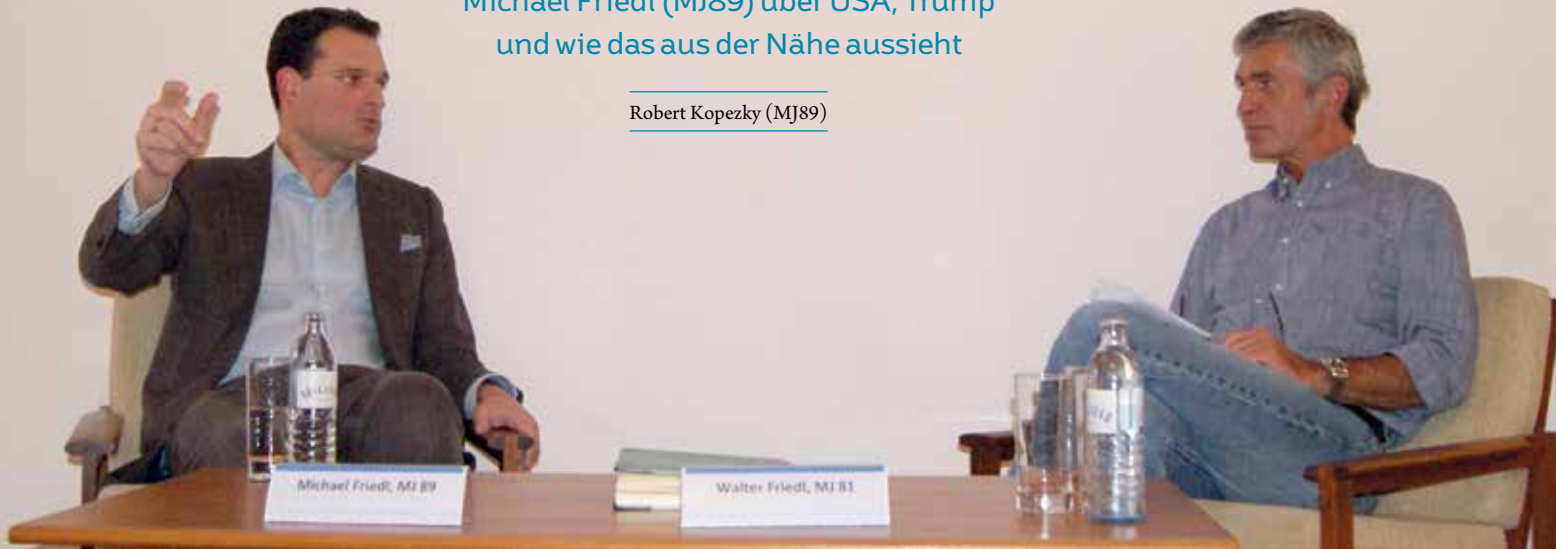 Michael Friedl (MJ89) über USA, Trump
und wie das aus der Nähe aussieht
Robert Kopezky (MJ89)
Michael Friedl, MJ 89
Walter Friedl, MJ 81